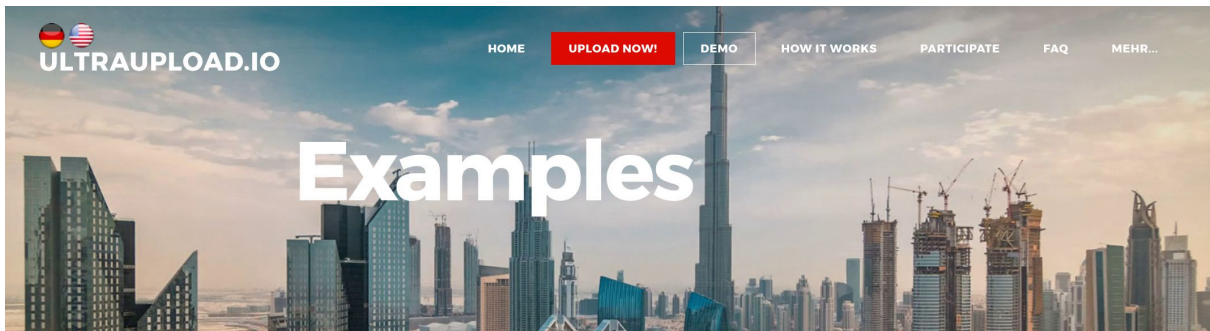 HOME UPLOAD NOW! DEMO HOW IT WORKS PARTICIPATE FAQ MEHR...
ULTRAUPLOAD.IO
Examples